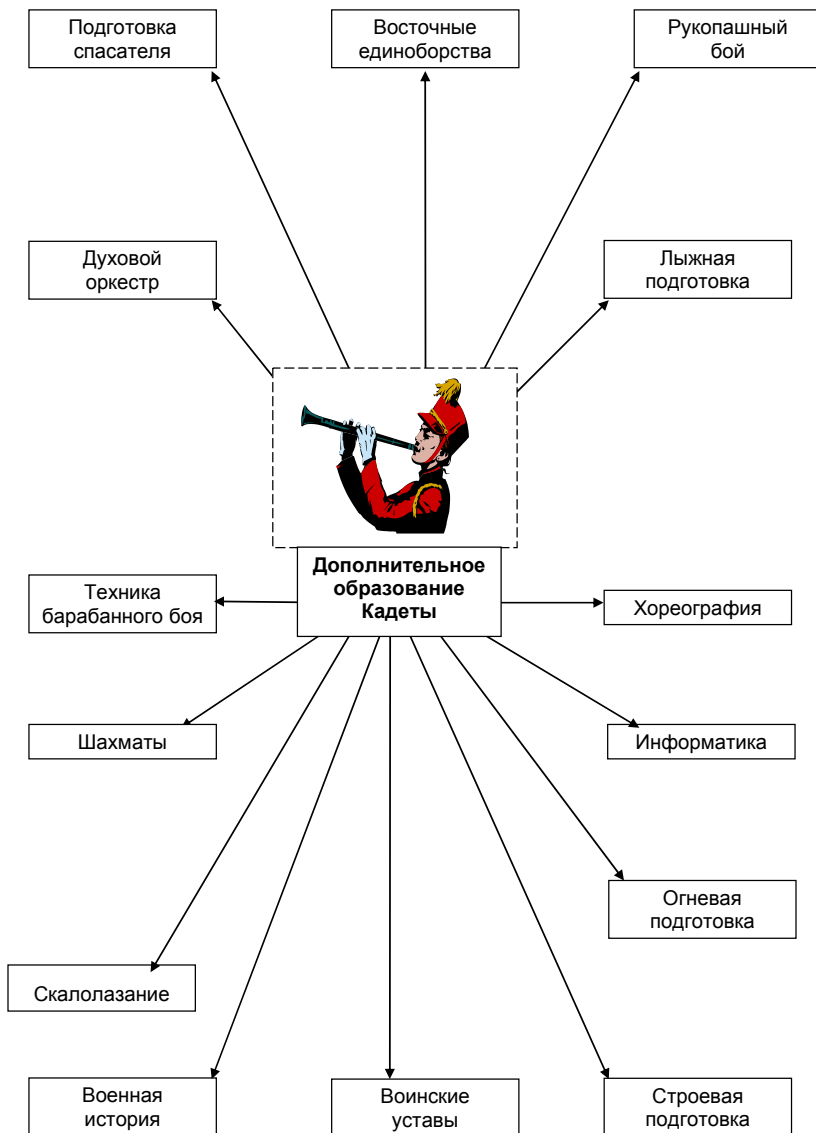 Подготовка
спасателя
Восточные
единоборства
Рукопашный
бой
Духовой
оркестр
Лыжная
подготовка
Дополнительное
образование
Кадеты
Техника
барабанного боя
Хореография
Шахматы
Информатика
Огневая
подготовка
Скалолазание
Военная
история
Воинские
уставы
Строевая
подготовка